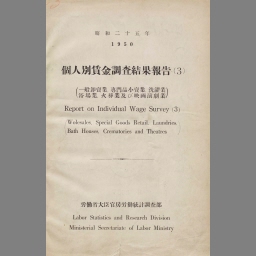 昭和二十五年
1950
個人別賃金調査結果報告(3)
(一般卸売業 専門品小売業 洗濯業)
浴場業 火葬業及び映画演劇業
Report on Individual Wage Survey (3)
Wholesales, Special Goods Retail, Laundries
Bath Houses, Crematories and Theatres
労働省大臣官房労働統計調査部
Labor Statistics and Research Division
Ministerial Secretariate of Labor Ministry